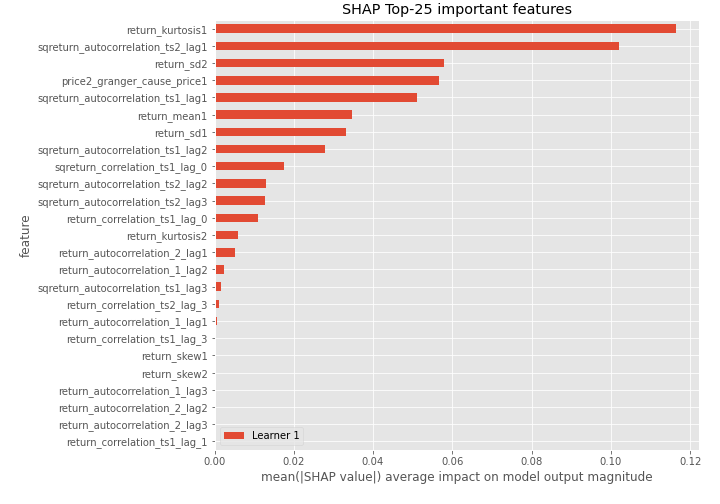 SHAP Top-25 important features
return_kurtosis1
sqreturn_autocorrelation_ts2_lag1
return_sd2
price2_granger_cause_price1
sqreturn_autocorrelation_ts1_lag1
return_mean1
return_sd1
sqreturn_autocorrelation_ts1_lag2
sqreturn_correlation_ts1_lag_0
sqreturn_autocorrelation_ts2_lag2
sqreturn_autocorrelation_ts2_lag3
return_correlation_ts1_lag_0
return_kurtosis2
return_autocorrelation_2_lag1
return_autocorrelation_1_lag2
sqreturn_autocorrelation_ts1_lag3
return_correlation_ts2_lag_3
return_autocorrelation_1_lag1
return_correlation_ts1_lag_3
return_skew1
return_skew2
return_autocorrelation_1_lag3
return_autocorrelation_2_lag2
return_autocorrelation_2_lag3
return_correlation_ts1_lag_1
feature
Learner 1
0.00 0.02 0.04 0.06 0.08 0.10 0.12
mean(|SHAP value|) average impact on model output magnitude